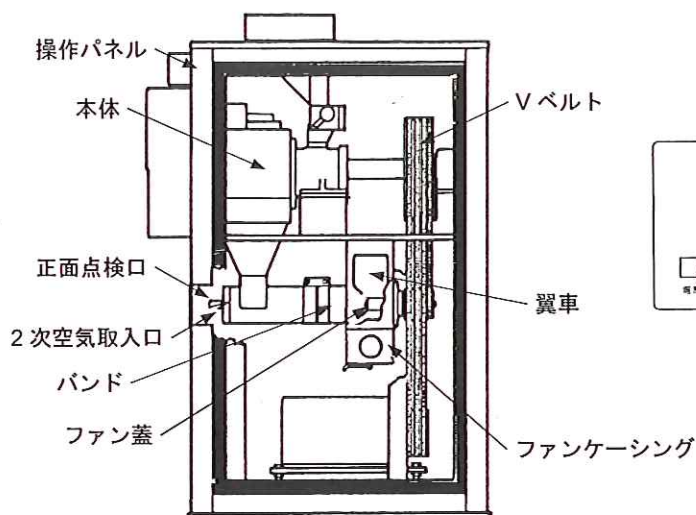 操作パネル
本体
Vベルト
正面点検口
2次空気取入口
翼車
バンド
ファン蓋
ファンケーシング